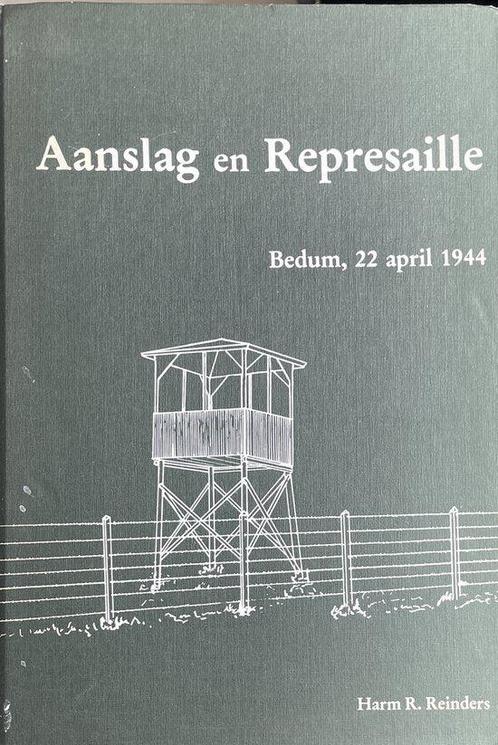 Aanslag en Represaille
Bedum, 22 april 1944
Harm R. Reinders